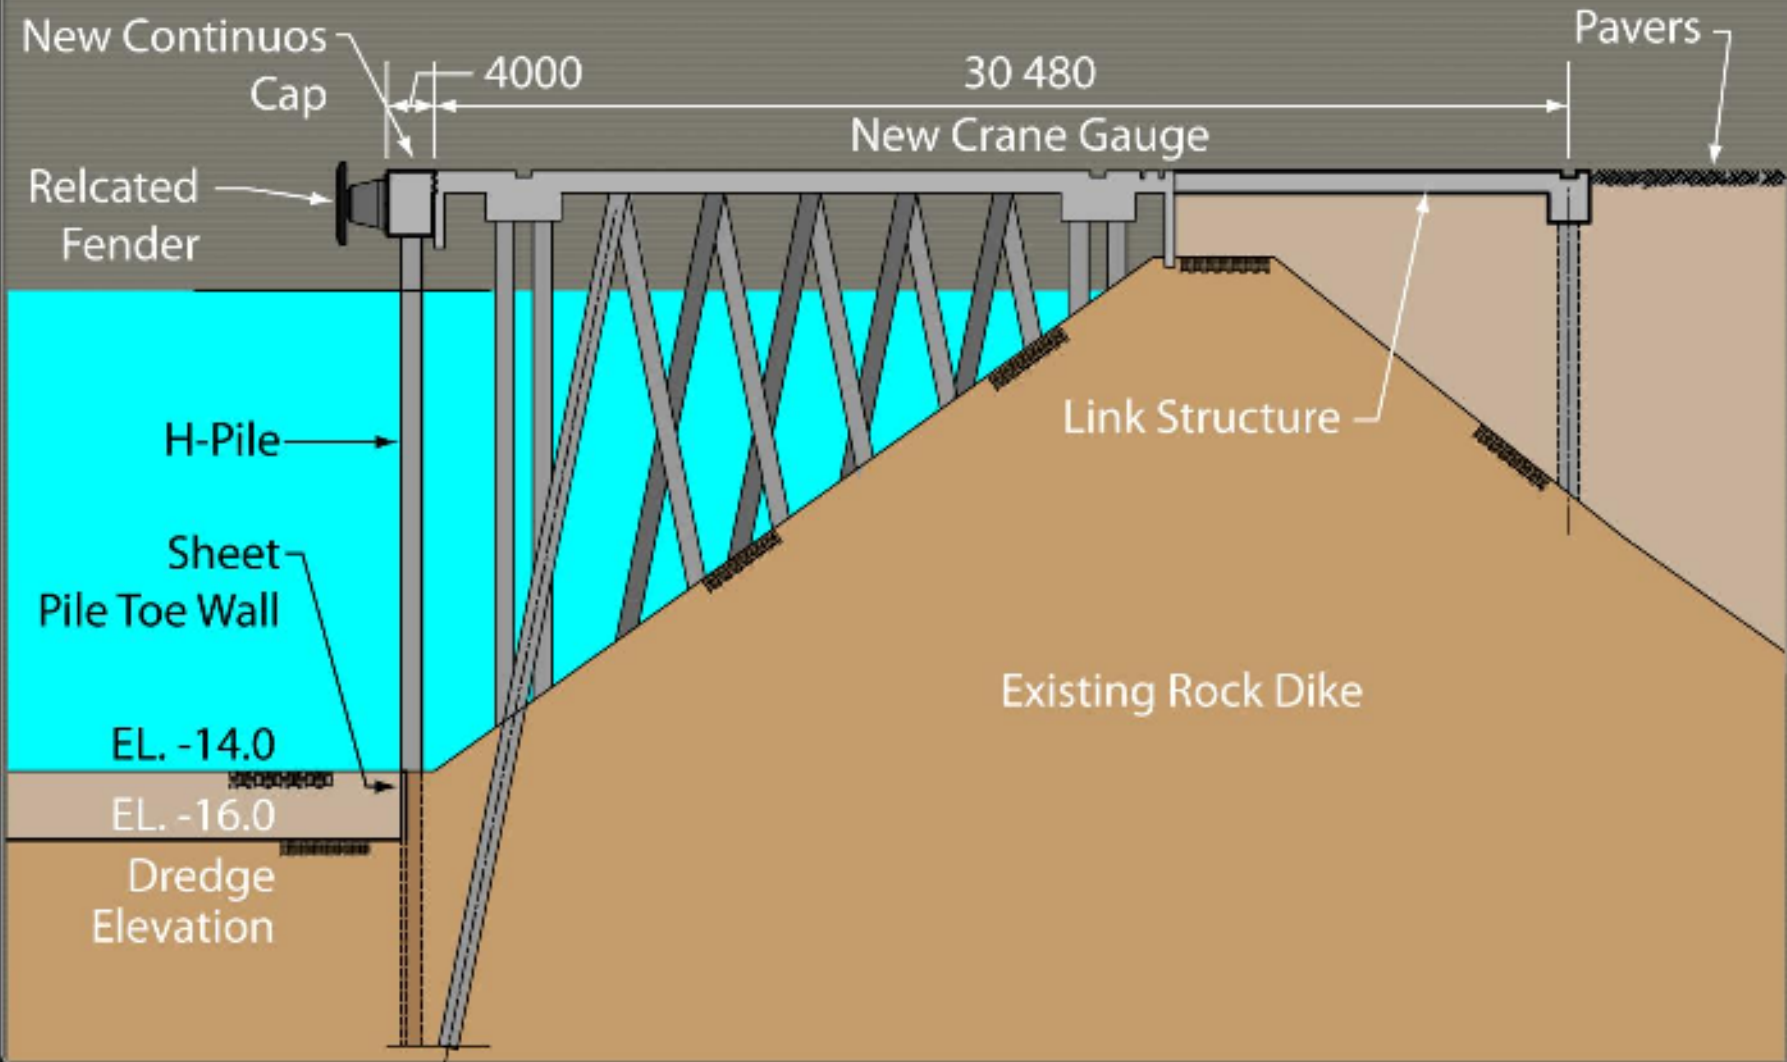 New Continuos
Cap
4000
30 480
New Crane Gauge
Pavers
Relcated
Fender
H-Pile
Link Structure
Sheet
Pile Toe Wall
Existing Rock Dike
EL. -14.0
EL. -16.0
Dredge
Elevation